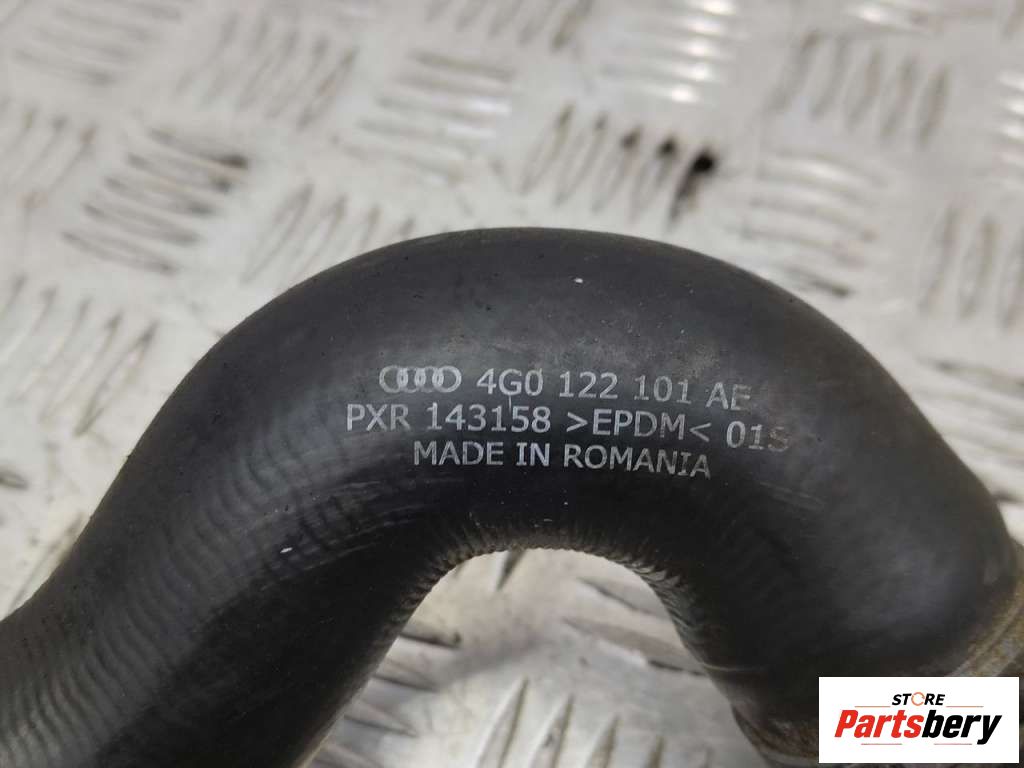 4G0 122 101 AE
PXR 143158 >EPDM< 01S
MADE IN ROMANIA
STORE
Partsbery